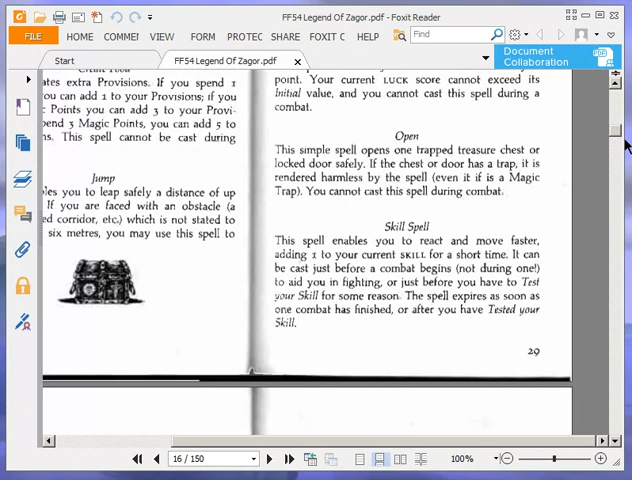 FF54 Legend Of Zagor.pdf - Foxit Reader
FILE
HOME
COMMEI
VIEW
FORM
PROTEC
SHARE
FOXIT C
Find
Start
FF54 Legend Of Zagor.pdf
Document
Collaboration
ates extra Provisions. If you spend 1
ou can add 1 to your Provisions; if you
c Points you can add 3 to your Provi-
pend 3 Magic Points, you can add 5 to
ns. This spell cannot be cast during
Jump
bles you to leap safely a distance of up
If you are faced with an obstacle (a
ed corridor, etc.) which is not stated to
six metres, you may use this spell to
point. Your current LUCK score cannot exceed its
Initial value, and you cannot cast this spell during a
combat.
Open
This simple spell opens one trapped treasure chest or
locked door safely. If the chest or door has a trap, it is
rendered harmless by the spell (even it if is a Magic
Trap). You cannot cast this spell during combat.
Skill Spell
This spell enables you to react and move faster,
adding 1 to your current SKILL for a short time. It can
be cast just before a combat begins (not during one!)
to aid you in fighting, or just before you have to Test
your Skill for some reason. The spell expires as soon as
one combat has finished, or after you have Tested your
Skill.
29
16 / 150
100%